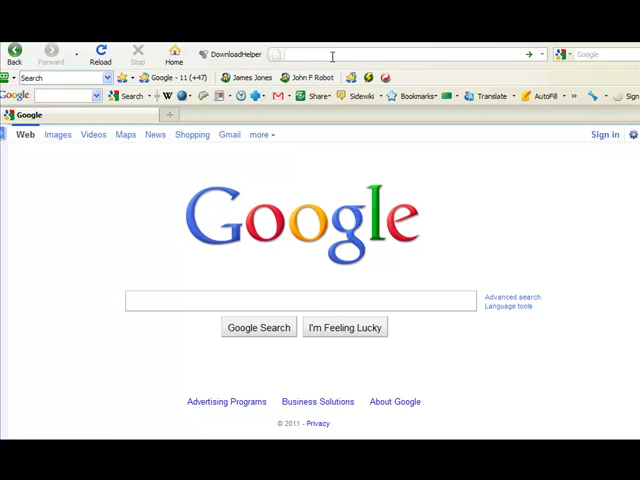 Back Forward Reload Stop Home DownloadHelper Google
Search Google - 11 (+47) James Jones John F Robot
Google Search W Share Sidewiki Bookmarks Translate AutoFill » Sign
Google
Web Images Videos Maps News Shopping Gmail more Sign in
Google
Advanced search
Language tools
Google Search I'm Feeling Lucky
Advertising Programs Business Solutions About Google
© 2011 - Privacy